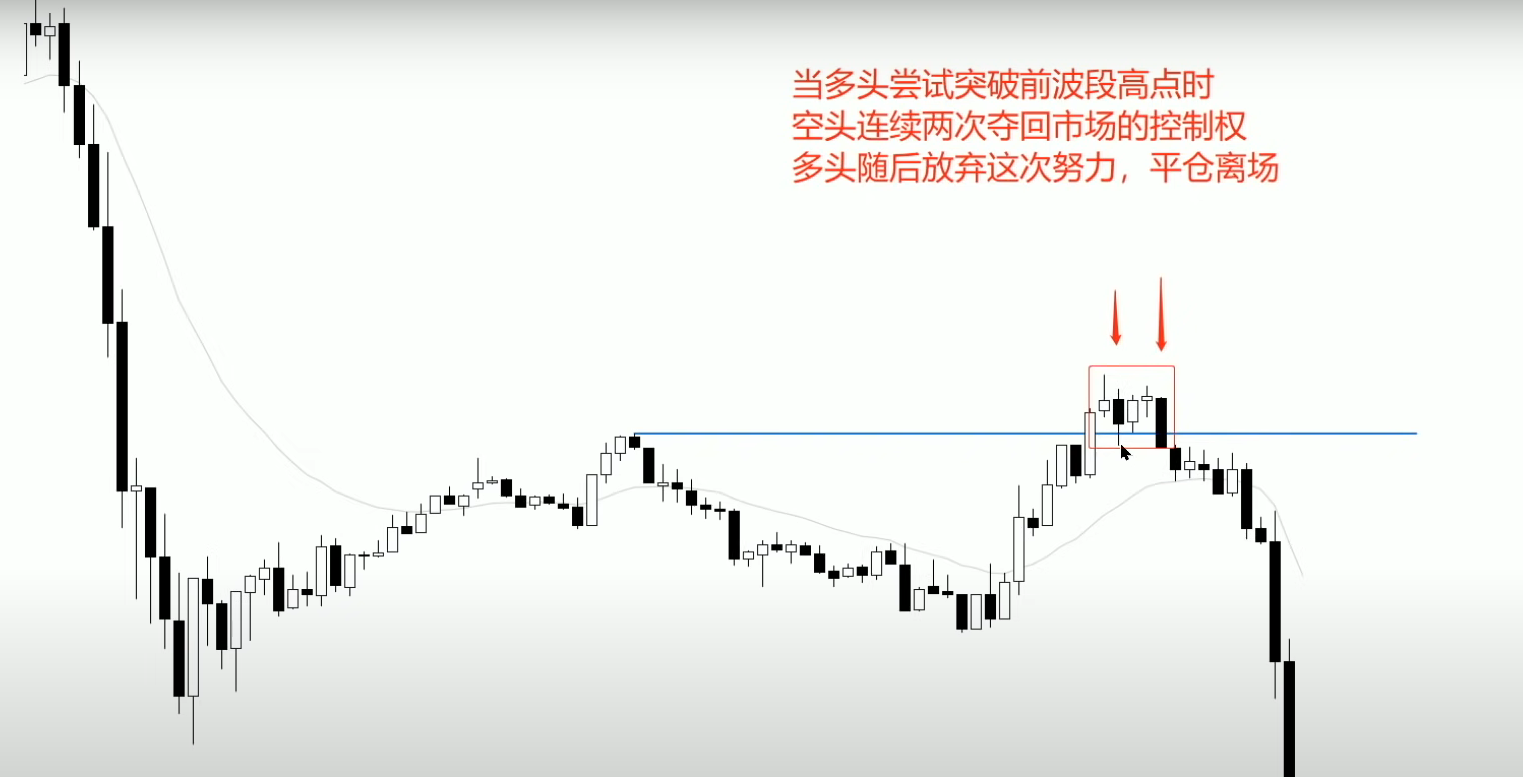 当多头尝试突破前波段高点时
空头连续两次夺回市场的控制权
多头随后放弃这次努力，平仓离场